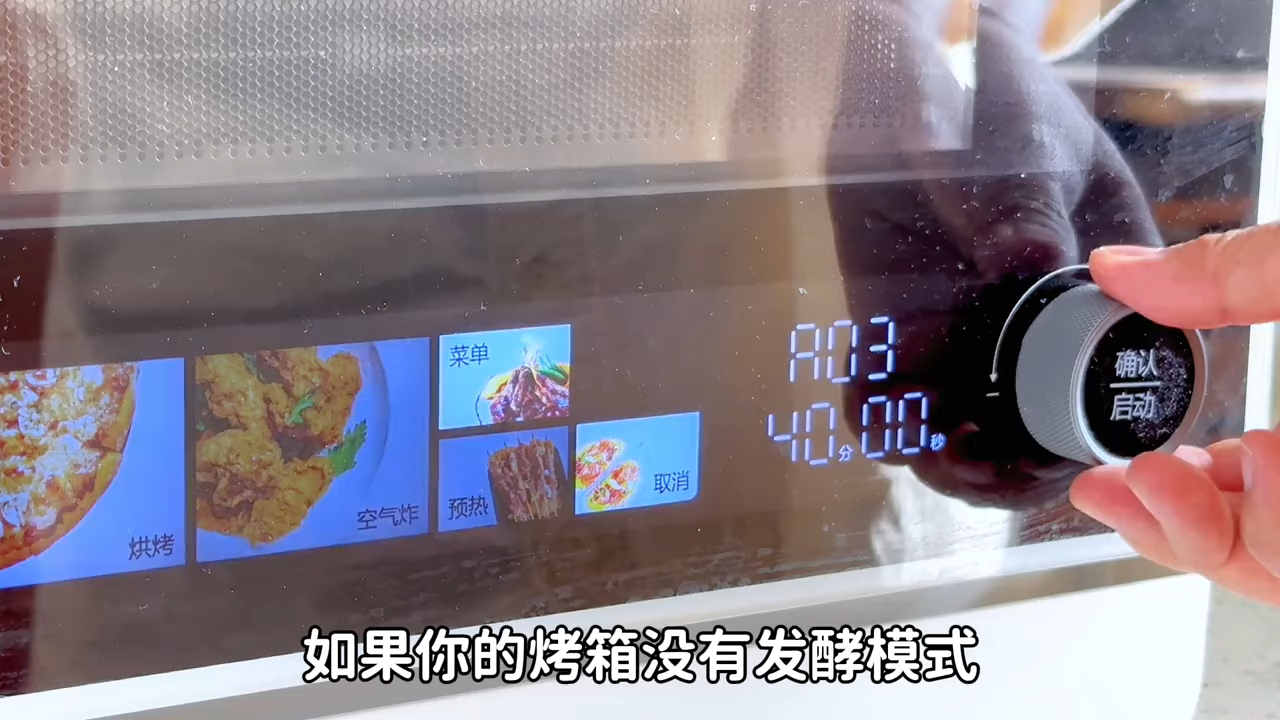 菜单
A03
确认
启动
40分00秒
预热
取消
空气炸
烘烤
如果你的烤箱没有发酵模式